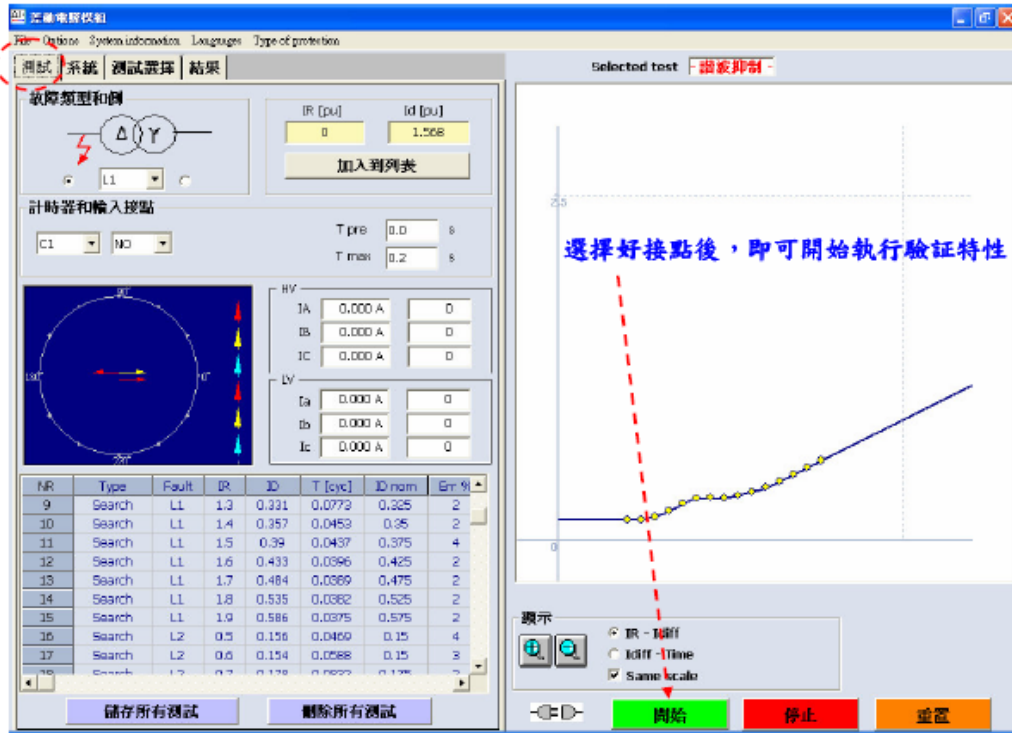 差動電驛模組
File Options System information Languages Type of protection
測試 系統 測試選擇 結果
Selected test - 諧波抑制 -
故障類型和側
IR [pu] Id [pu]
0 1.568
加入到列表
L1
計時器和輸入接點
C1 NO
T pre 0.0 s
T max 0.2 s
2.5
選擇好接點後，即可開始執行驗証特性
90°
180°
0°
270°
HV
IA 0.000 A 0
IB 0.000 A 0
IC 0.000 A 0
LV
Ia 0.000 A 0
Ib 0.000 A 0
Ic 0.000 A 0
0
NR Type Fault IR ID T [cyc] ID nom Err %
9 Search L1 1.3 0.331 0.0773 0.325 2
10 Search L1 1.4 0.357 0.0453 0.35 2
11 Search L1 1.5 0.39 0.0437 0.375 4
12 Search L1 1.6 0.433 0.0396 0.425 2
13 Search L1 1.7 0.484 0.0389 0.475 2
14 Search L1 1.8 0.535 0.0382 0.525 2
15 Search L1 1.9 0.586 0.0375 0.575 2
16 Search L2 0.5 0.156 0.0469 0.15 4
17 Search L2 0.6 0.154 0.0588 0.15 3
顯示
IR - Idiff
Idiff - Time
Same scale
儲存所有測試 刪除所有測試
開始 停止 重置